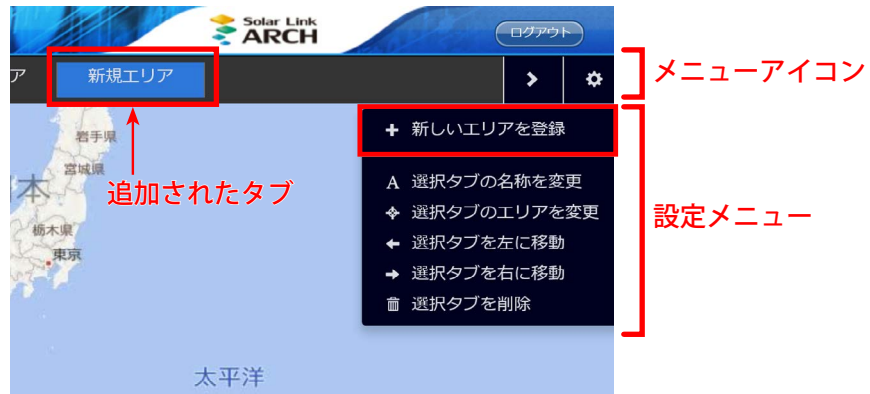 Solar Link
ARCH
ログアウト
ア
新規エリア
メニューアイコン
新しいエリアを登録
岩手県
宮城県
追加されたタブ
A 選択タブの名称を変更
本
選択タブのエリアを変更
設定メニュー
栃木県
選択タブを左に移動
東京
選択タブを右に移動
選択タブを削除
太平洋